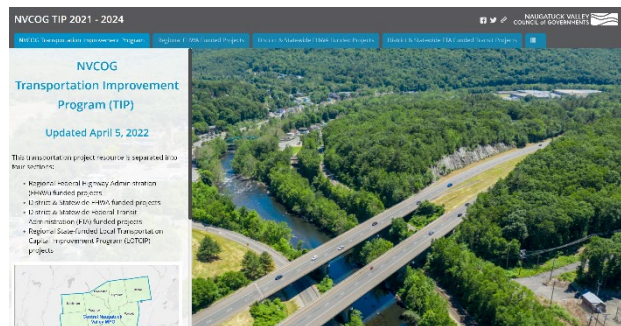 NVCOG TIP 2021 - 2024
NAUGATUCK VALLEY
COUNCIL of GOVERNMENTS
NVCOG Transportation Improvement Program
Regional FHWA Funded Projects
District & Statewide FHWA Funded Projects
District & Statewide FTA Funded Transit Projects
NVCOG
Transportation Improvement
Program (TIP)
Updated April 5, 2022
This transportation project resource is separated into
four sections:
• Regional Federal Highway Administration
(FHWA) funded projects
• District & Statewide FHWA funded projects
• District & Statewide Federal Transit
Administration (FTA) funded projects
• Regional State-funded Local Transportation
Capital Improvement Program (LOTCIP)
projects
Central Naugatuck
Valley MPO